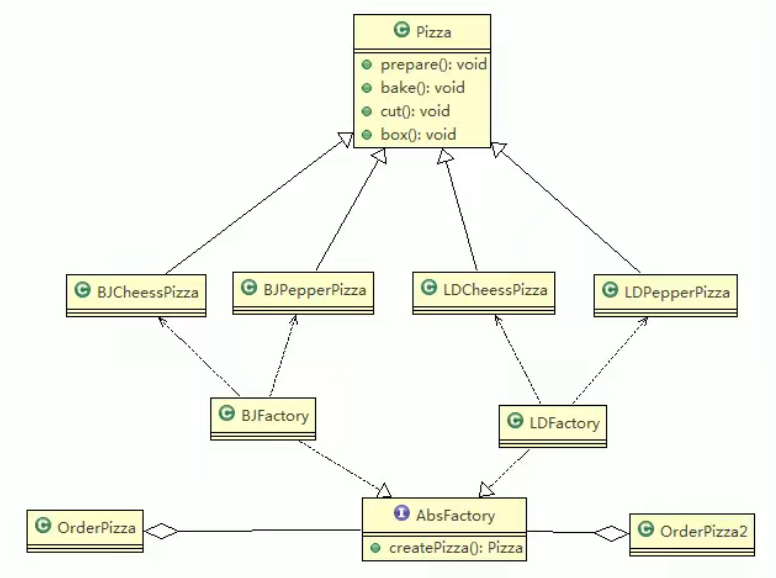 C Pizza
prepare(): void
bake(): void
cut(): void
box(): void
C BJCheessPizza
C BJPepperPizza
C LDCheessPizza
C LDPepperPizza
C BJFactory
C LDFactory
C OrderPizza
I AbsFactory
createPizza(): Pizza
C OrderPizza2